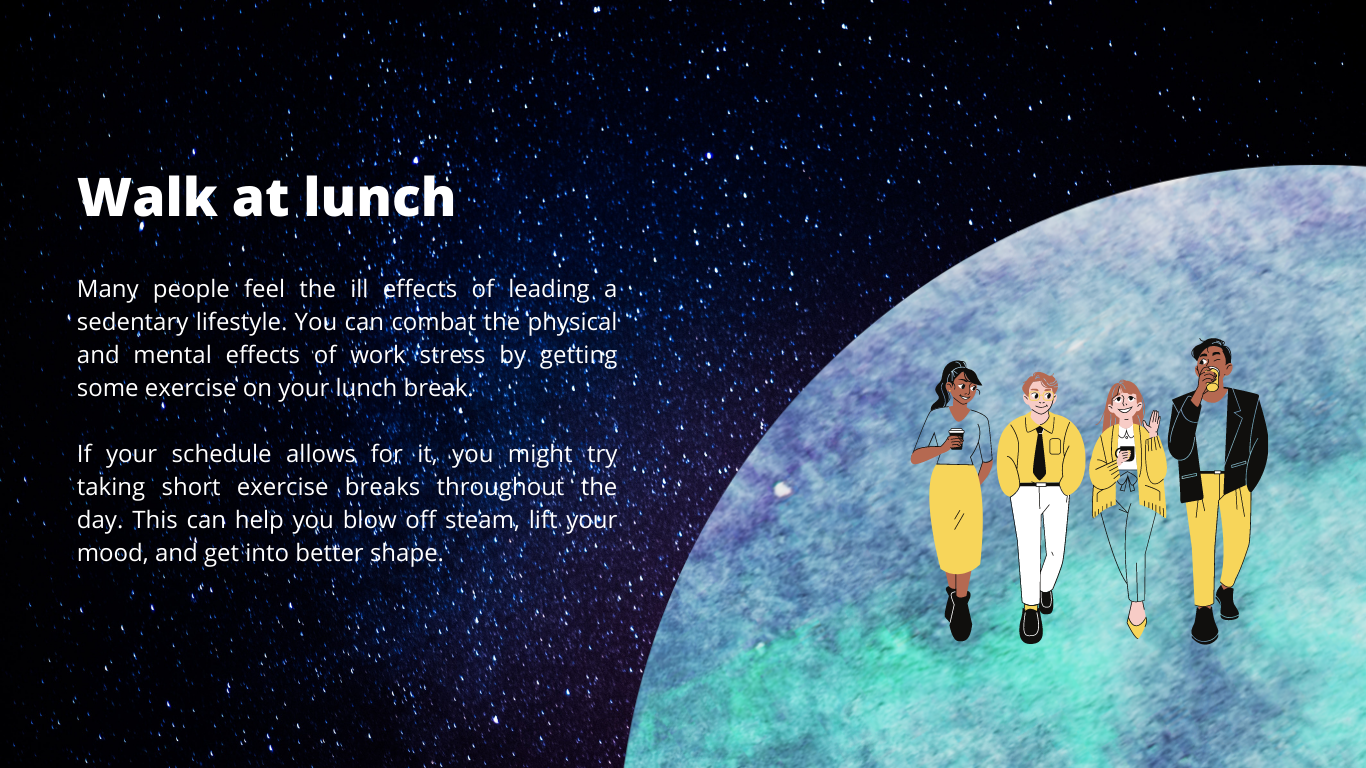 Walk at lunch
Many people feel the ill effects of leading a
sedentary lifestyle. You can combat the physical
and mental effects of work stress by getting
some exercise on your lunch break.
If your schedule allows for it, you might try
taking short exercise breaks throughout the
day. This can help you blow off steam, lift your
mood, and get into better shape.